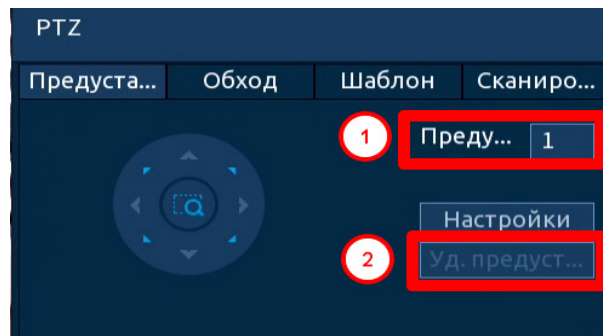 PTZ
Предуста... Обход Шаблон Сканиро...
1 Преду... 1
Настройки
2 Уд. предуст...